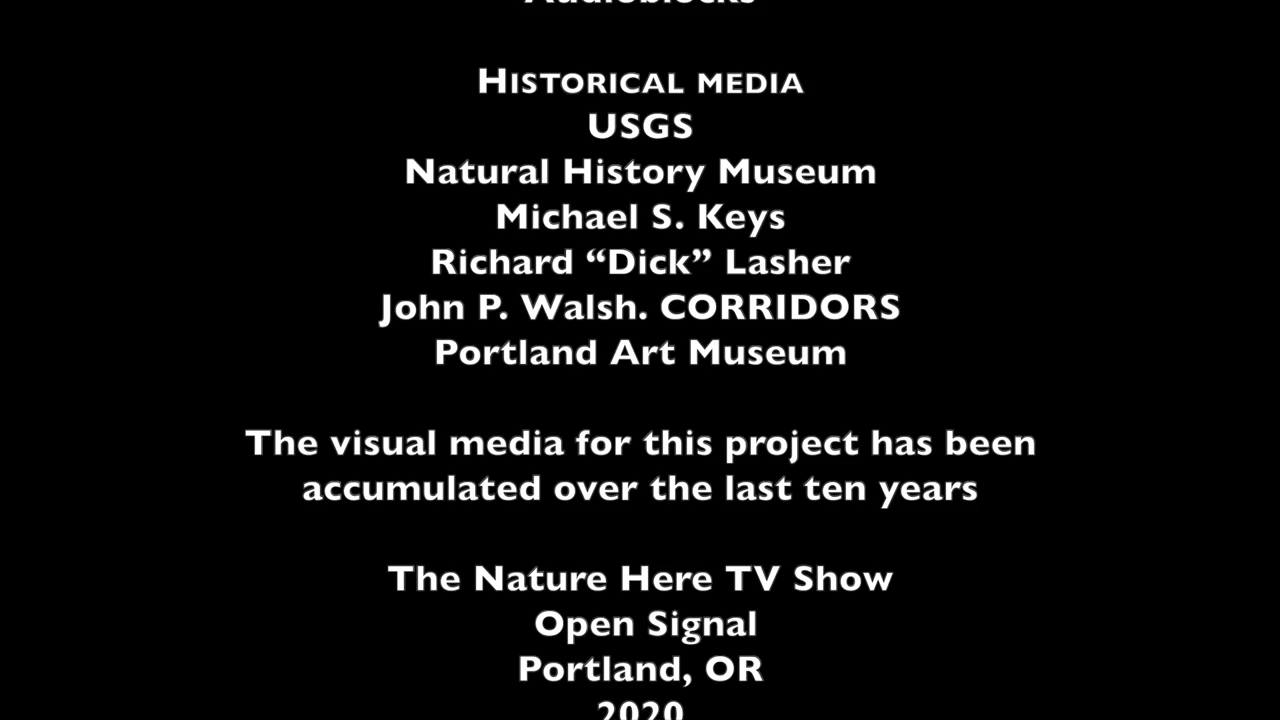 Audioblocks
HISTORICAL MEDIA
USGS
Natural History Museum
Michael S. Keys
Richard “Dick” Lasher
John P. Walsh. CORRIDORS
Portland Art Museum
The visual media for this project has been
accumulated over the last ten years
The Nature Here TV Show
Open Signal
Portland, OR
2020